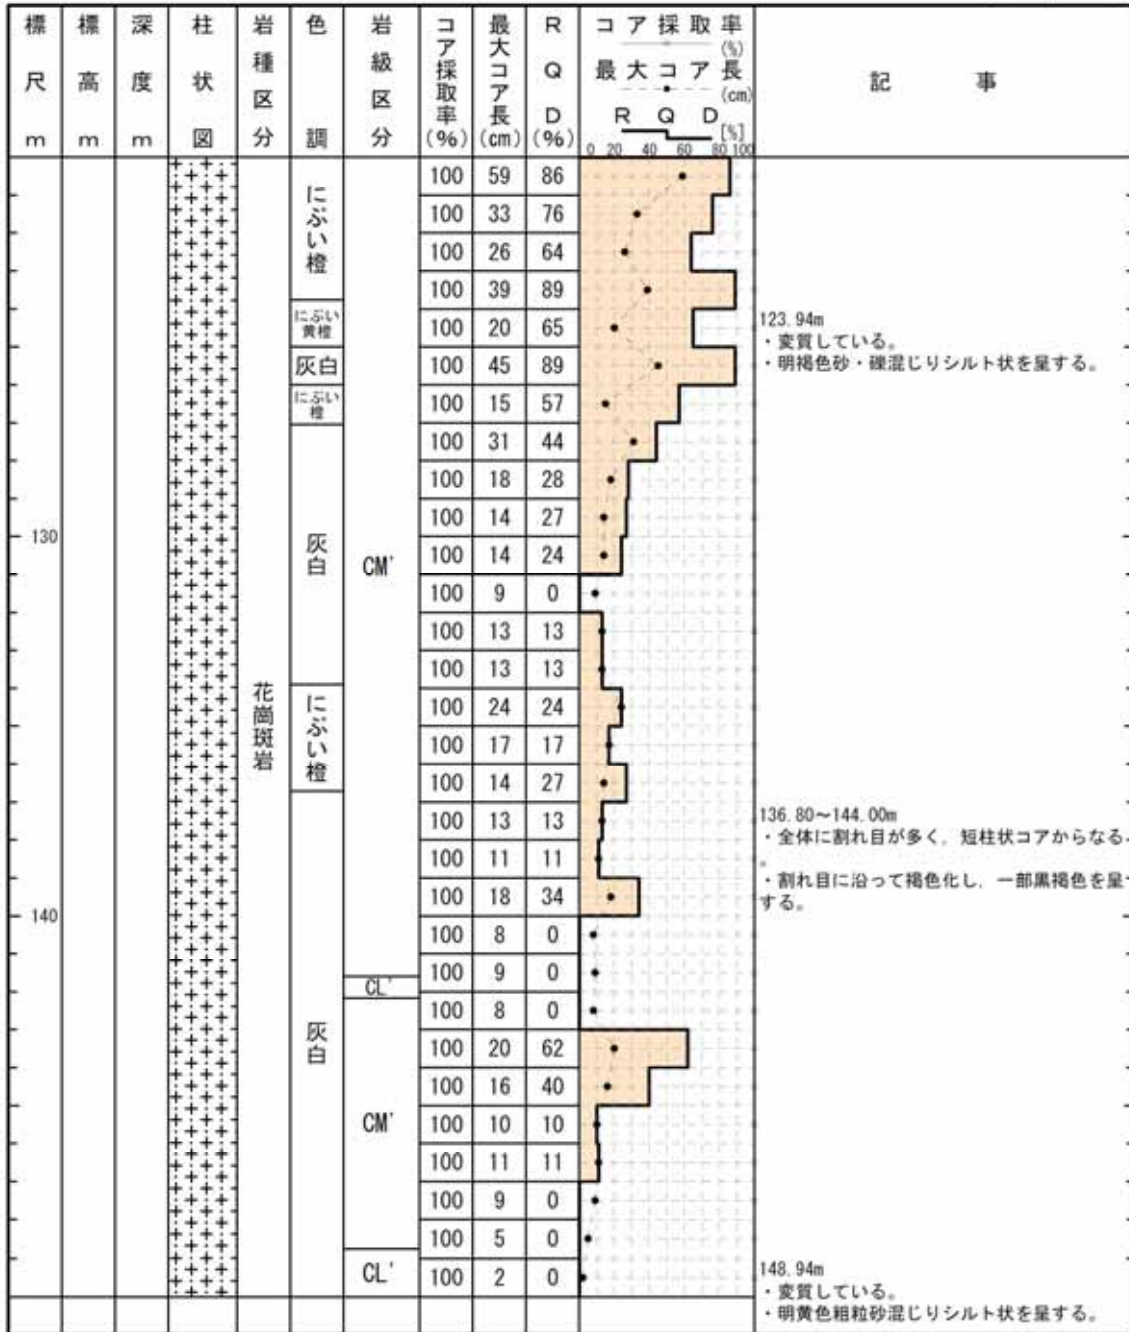 標尺m
標高m
深度m
柱状図
岩種区分
色調
岩級区分
コア採取率(%)
最大コア長(cm)
RQD(%)
コア採取率
(%)
最大コア長
(cm)
R Q D
[%]
0 20 40 60 80 100
記 事
100 59 86
100 33 76
100 26 64
100 39 89
100 20 65
100 45 89
100 15 57
100 31 44
100 18 28
100 14 27
100 14 24
100 9 0
100 13 13
100 13 13
100 24 24
100 17 17
100 14 27
100 13 13
100 11 11
100 18 34
100 8 0
100 9 0
100 8 0
100 20 62
100 16 40
100 10 10
100 11 11
100 9 0
100 5 0
100 2 0
130
140
花崗斑岩
にぶい橙
にぶい
黄橙
灰白
にぶい
橙
灰白
にぶい橙
灰白
CM'
CL'
CM'
CL'
123.94m
・変質している。
・明褐色砂・礫混じりシルト状を呈する。
136.80～144.00m
・全体に割れ目が多く，短柱状コアからなる
。
・割れ目に沿って褐色化し，一部黒褐色を呈
する。
148.94m
・変質している。
・明黄色粗粒砂混じりシルト状を呈する。